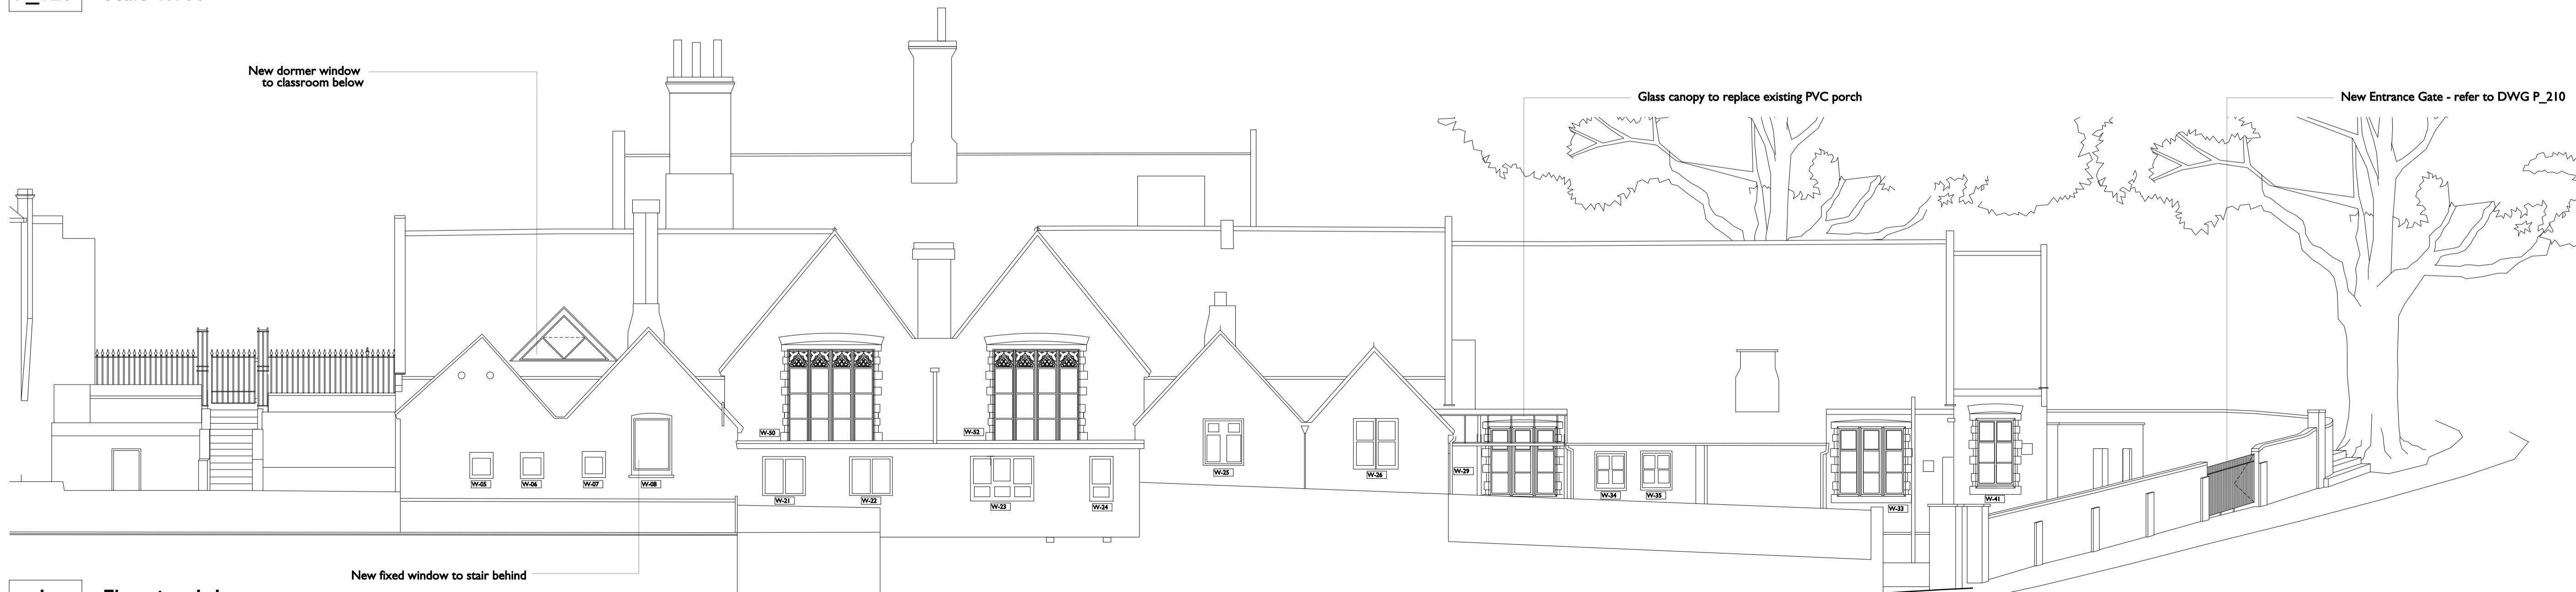 New dormer window
to classroom below
Glass canopy to replace existing PVC porch
New Entrance Gate - refer to DWG P_210
W-50
W-52
W-05
W-06
W-07
W-08
W-21
W-22
W-23
W-24
W-25
W-26
W-29
W-34
W-35
W-33
W-41
New fixed window to stair behind